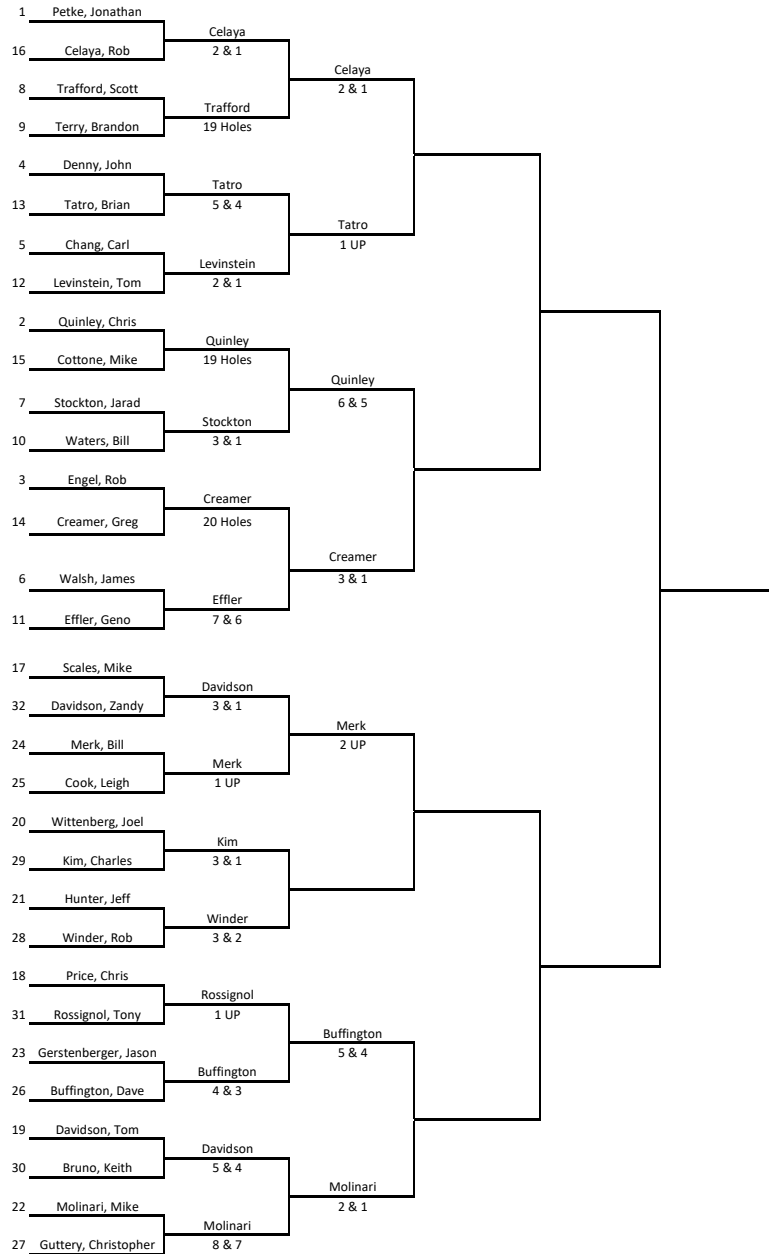 1 Petke, Jonathan
Celaya
16 Celaya, Rob
2 & 1
Celaya
8 Trafford, Scott
2 & 1
Trafford
9 Terry, Brandon
19 Holes
4 Denny, John
Tatro
13 Tatro, Brian
5 & 4
Tatro
5 Chang, Carl
1 UP
Levinstein
12 Levinstein, Tom
2 & 1
2 Quinley, Chris
Quinley
15 Cottone, Mike
19 Holes
Quinley
7 Stockton, Jarad
6 & 5
Stockton
10 Waters, Bill
3 & 1
3 Engel, Rob
Creamer
14 Creamer, Greg
20 Holes
Creamer
6 Walsh, James
3 & 1
Effler
11 Effler, Geno
7 & 6
17 Scales, Mike
Davidson
32 Davidson, Zandy
3 & 1
Merk
24 Merk, Bill
2 UP
Merk
25 Cook, Leigh
1 UP
20 Wittenberg, Joel
Kim
29 Kim, Charles
3 & 1
21 Hunter, Jeff
Winder
28 Winder, Rob
3 & 2
18 Price, Chris
Rossignol
31 Rossignol, Tony
1 UP
Buffington
23 Gerstenberger, Jason
5 & 4
Buffington
26 Buffington, Dave
4 & 3
19 Davidson, Tom
Davidson
30 Bruno, Keith
5 & 4
Molinari
22 Molinari, Mike
2 & 1
Molinari
27 Guttery, Christopher
8 & 7